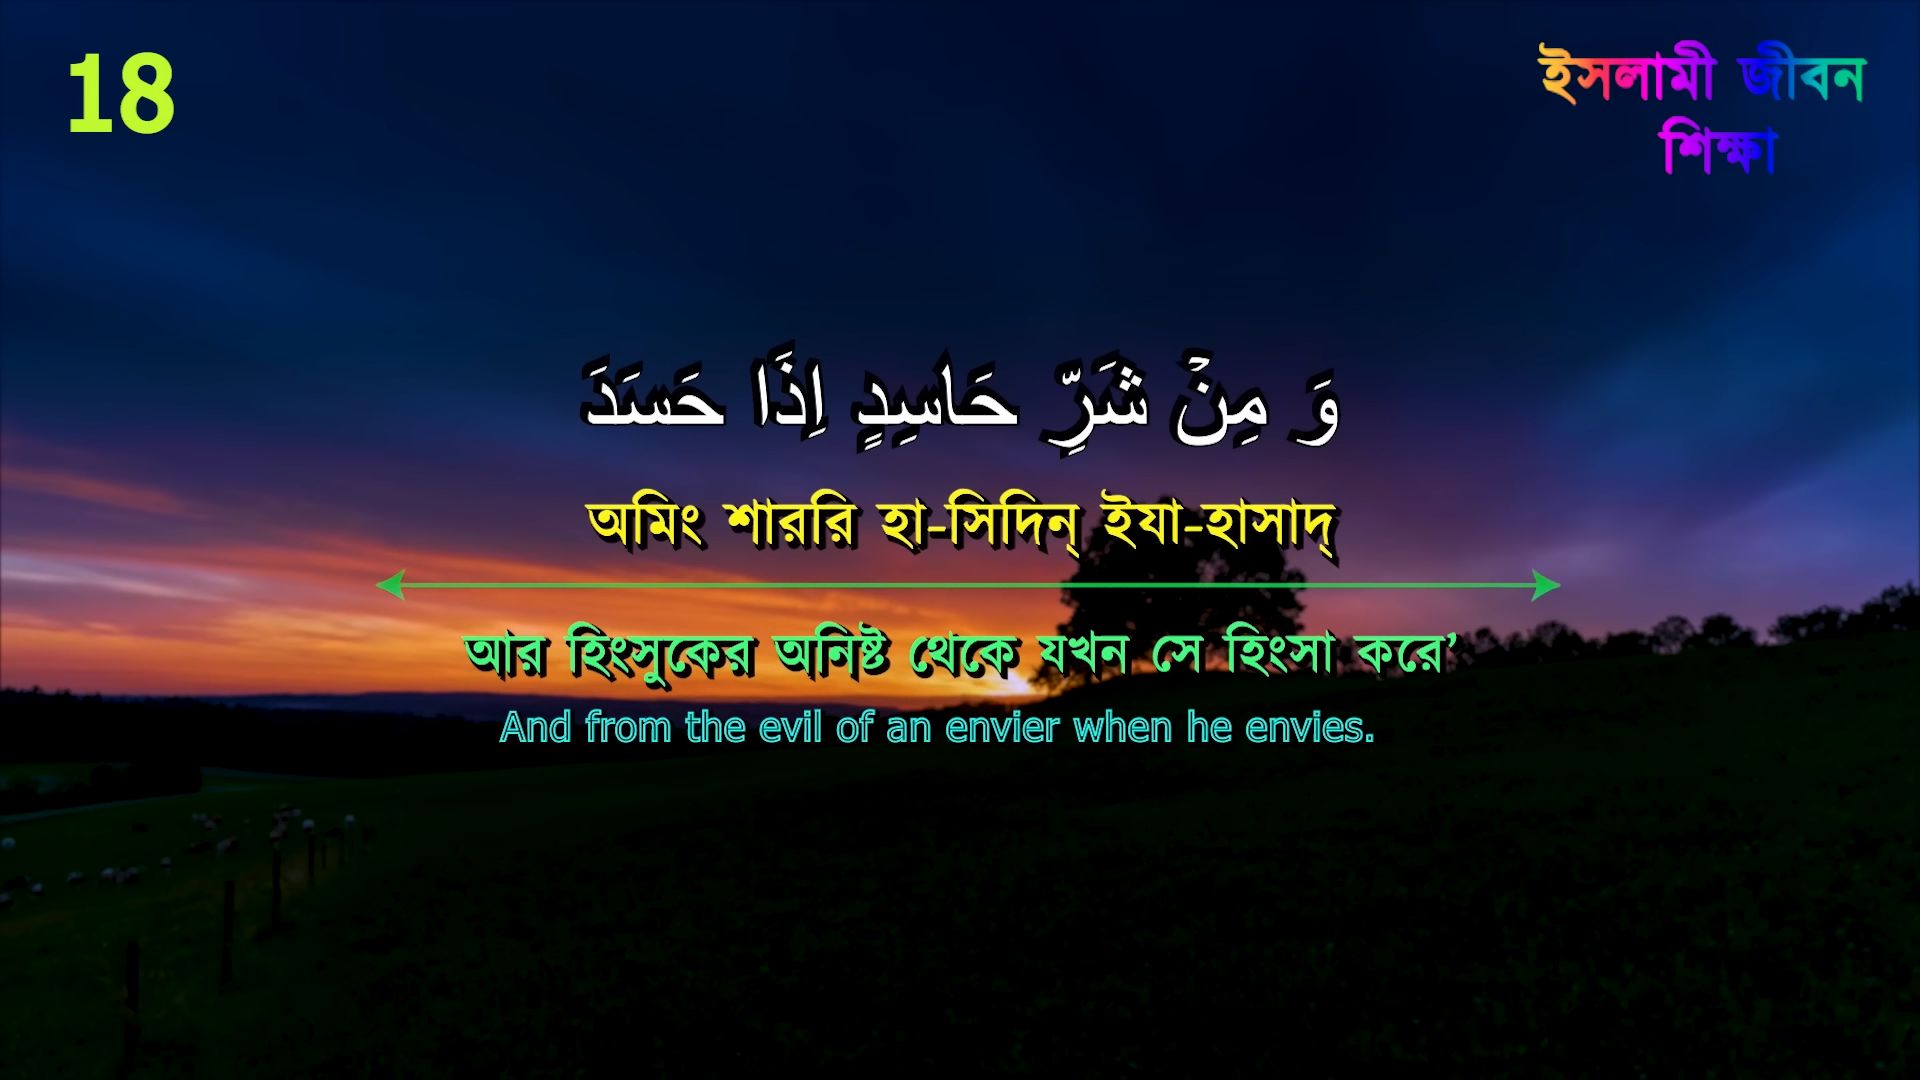 18
ইসলামী জীবন
শিক্ষা
وَ مِنْ شَرِّ حَاسِدٍ اِذَا حَسَدَ
অমিং শাররি হা-সিদিন্ ইযা-হাসাদ্
আর হিংসুকের অনিষ্ট থেকে যখন সে হিংসা করে’
And from the evil of an envier when he envies.